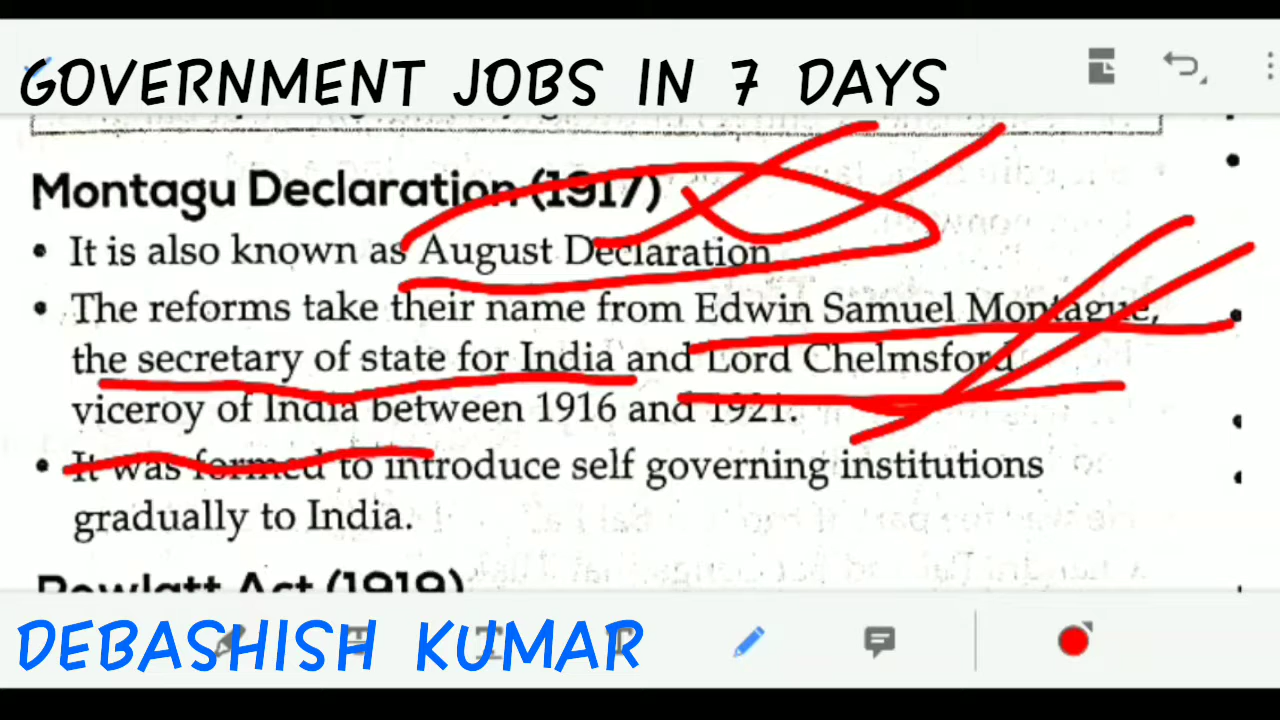 GOVERNMENT JOBS IN 7 DAYS
Montagu Declaration (1917)
• It is also known as August Declaration
• The reforms take their name from Edwin Samuel Montague,
the secretary of state for India and Lord Chelmsford
viceroy of India between 1916 and 1921.
• It was formed to introduce self governing institutions
gradually to India.
Rowlatt Act (1919)
DEBASHISH KUMAR